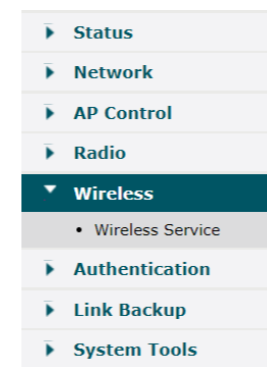 Status
Network
AP Control
Radio
Wireless
• Wireless Service
Authentication
Link Backup
System Tools